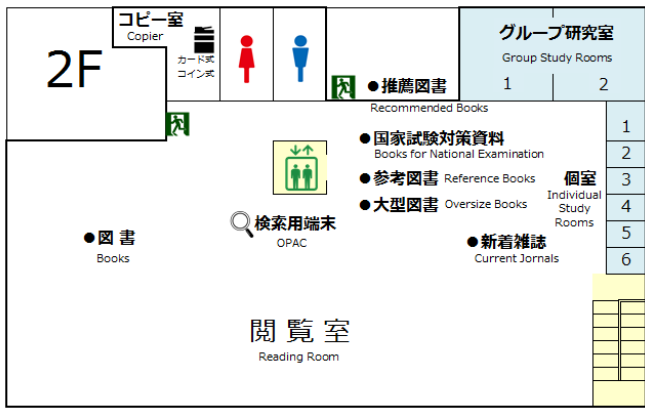 2F
コピー室
Copier
カード式
コイン式
グループ研究室
Group Study Rooms
1
2
●推薦図書
Recommended Books
●国家試験対策資料
Books for National Examination
●参考図書 Reference Books
●大型図書 Oversize Books
個室
Individual
Study
Rooms
1
2
3
4
5
6
検索用端末
OPAC
●新着雑誌
Current Jornals
●図書
Books
閲覧室
Reading Room